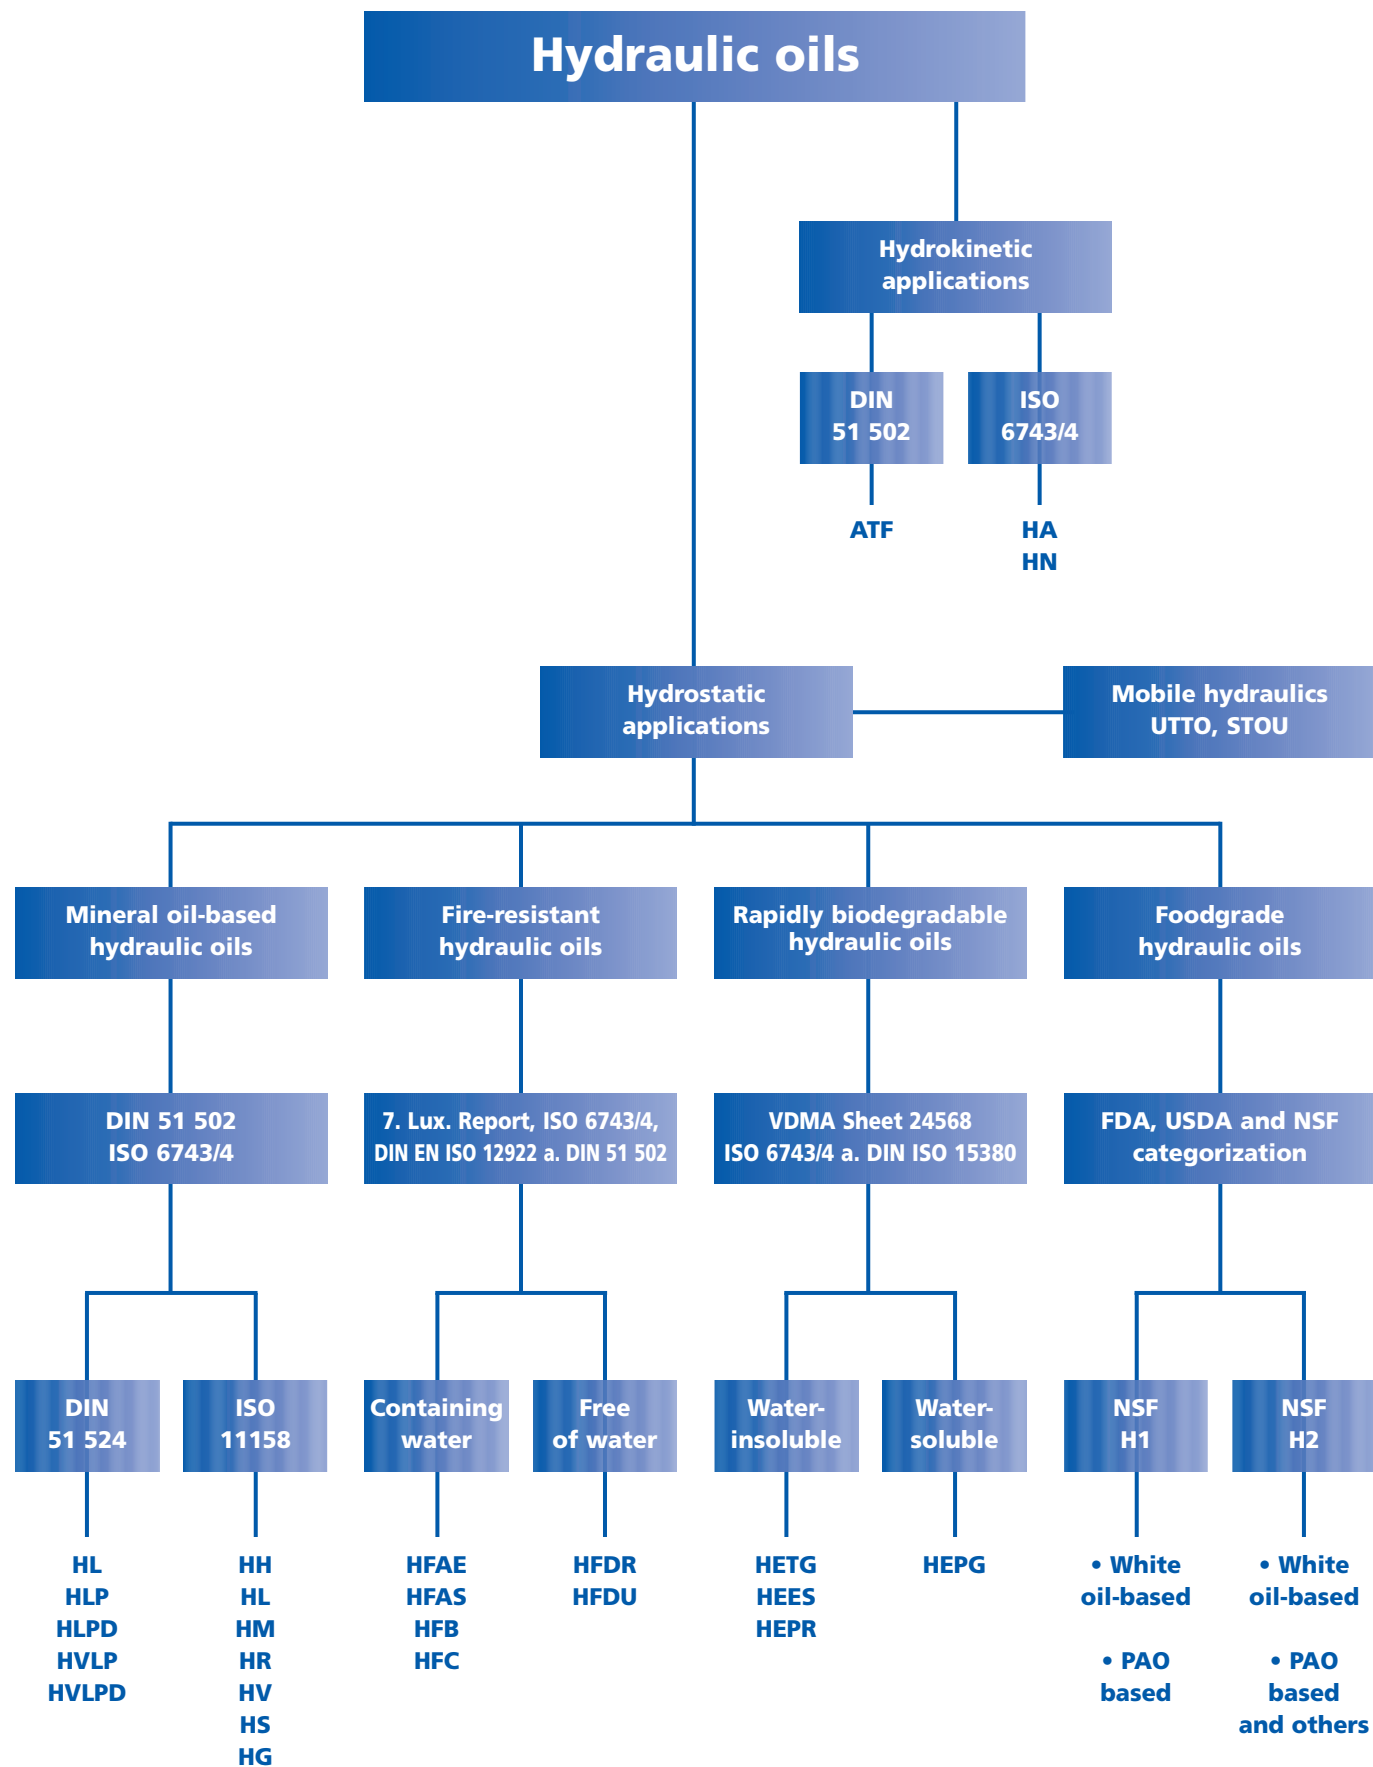 Hydraulic oils
Hydrokinetic
applications
DIN
51 502
ISO
6743/4
ATF
HA
HN
Hydrostatic
applications
Mobile hydraulics
UTTO, STOU
Mineral oil-based
hydraulic oils
Fire-resistant
hydraulic oils
Rapidly biodegradable
hydraulic oils
Foodgrade
hydraulic oils
DIN 51 502
ISO 6743/4
7. Lux. Report, ISO 6743/4,
DIN EN ISO 12922 a. DIN 51 502
VDMA Sheet 24568
ISO 6743/4 a. DIN ISO 15380
FDA, USDA and NSF
categorization
DIN
51 524
ISO
11158
Containing
water
Free
of water
Water-
insoluble
Water-
soluble
NSF
H1
NSF
H2
HL
HLP
HLPD
HVLP
HVLPD
HH
HL
HM
HR
HV
HS
HG
HFAE
HFAS
HFB
HFC
HFDR
HFDU
HETG
HEES
HEPR
HEPG
• White
oil-based
• PAO
based
• White
oil-based
• PAO
based
and others